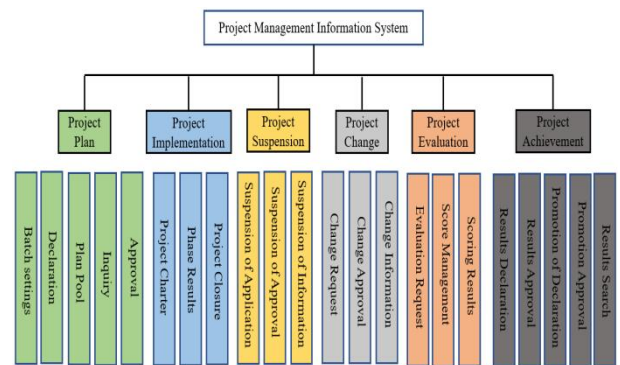 Project Management Information System
Project
Plan
Project
Implementation
Project
Suspension
Project
Change
Project
Evaluation
Project
Achievement
Batch settings
Declaration
Plan Pool
Inquiry
Approval
Project Charter
Phase Results
Project Closure
Suspension of Application
Suspension of Approval
Suspension of Information
Change Request
Change Approval
Change Information
Evaluation Request
Score Management
Scoring Results
Results Declaration
Results Approval
Promotion of Declaration
Promotion Approval
Results Search